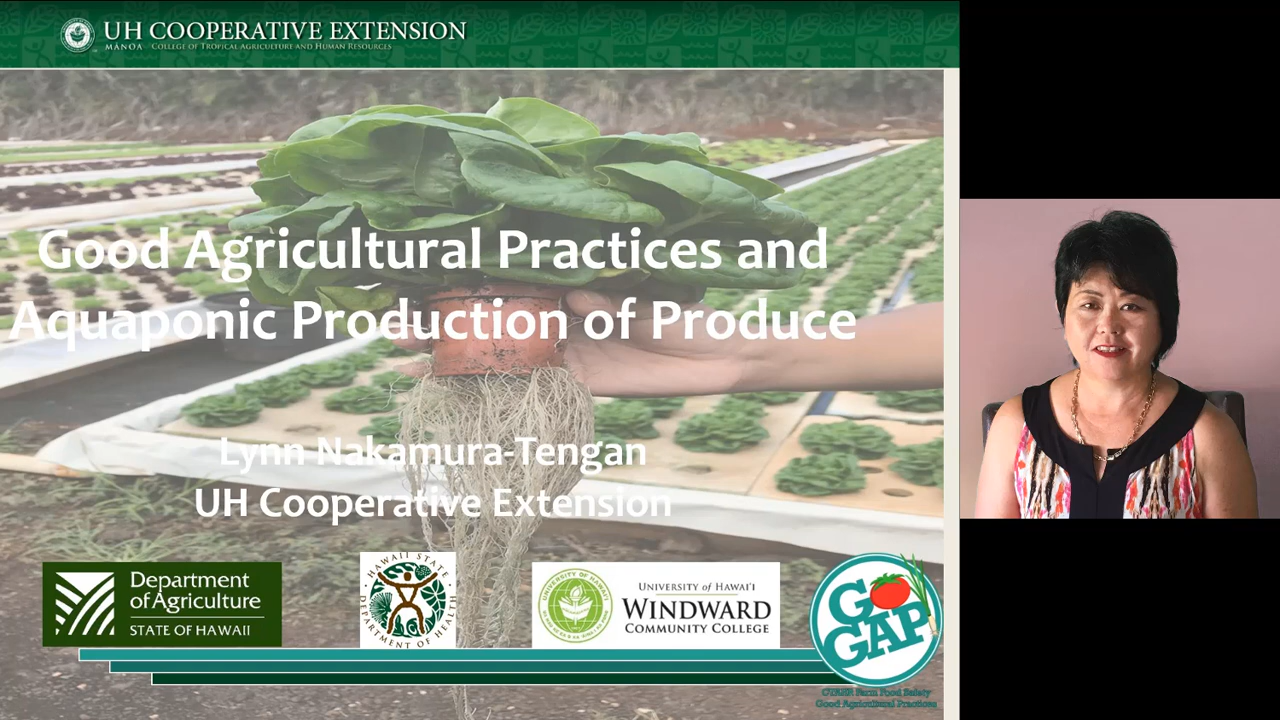 UH COOPERATIVE EXTENSION
MĀNOA COLLEGE OF TROPICAL AGRICULTURE AND HUMAN RESOURCES
Good Agricultural Practices and
Aquaponic Production of Produce
Lynn Nakamura-Tengan
UH Cooperative Extension
Department
of Agriculture
STATE OF HAWAII
HAWAII STATE
DEPARTMENT OF HEALTH
UNIVERSITY of HAWAI'I
WINDWARD
COMMUNITY COLLEGE
GO
GAP
CTAHR Farm Food Safety
Good Agricultural Practices